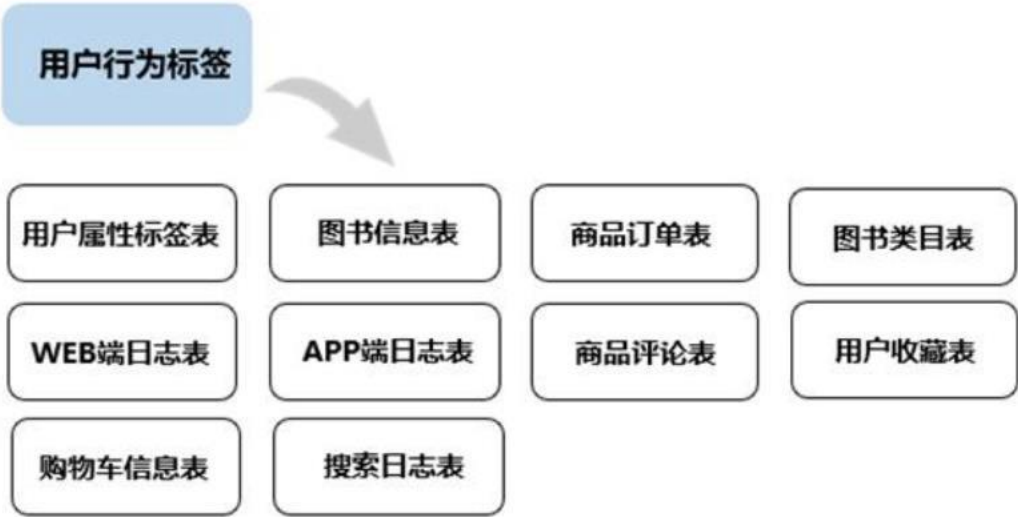 用户行为标签
用户属性标签表
图书信息表
商品订单表
图书类目表
WEB端日志表
APP端日志表
商品评论表
用户收藏表
购物车信息表
搜索日志表